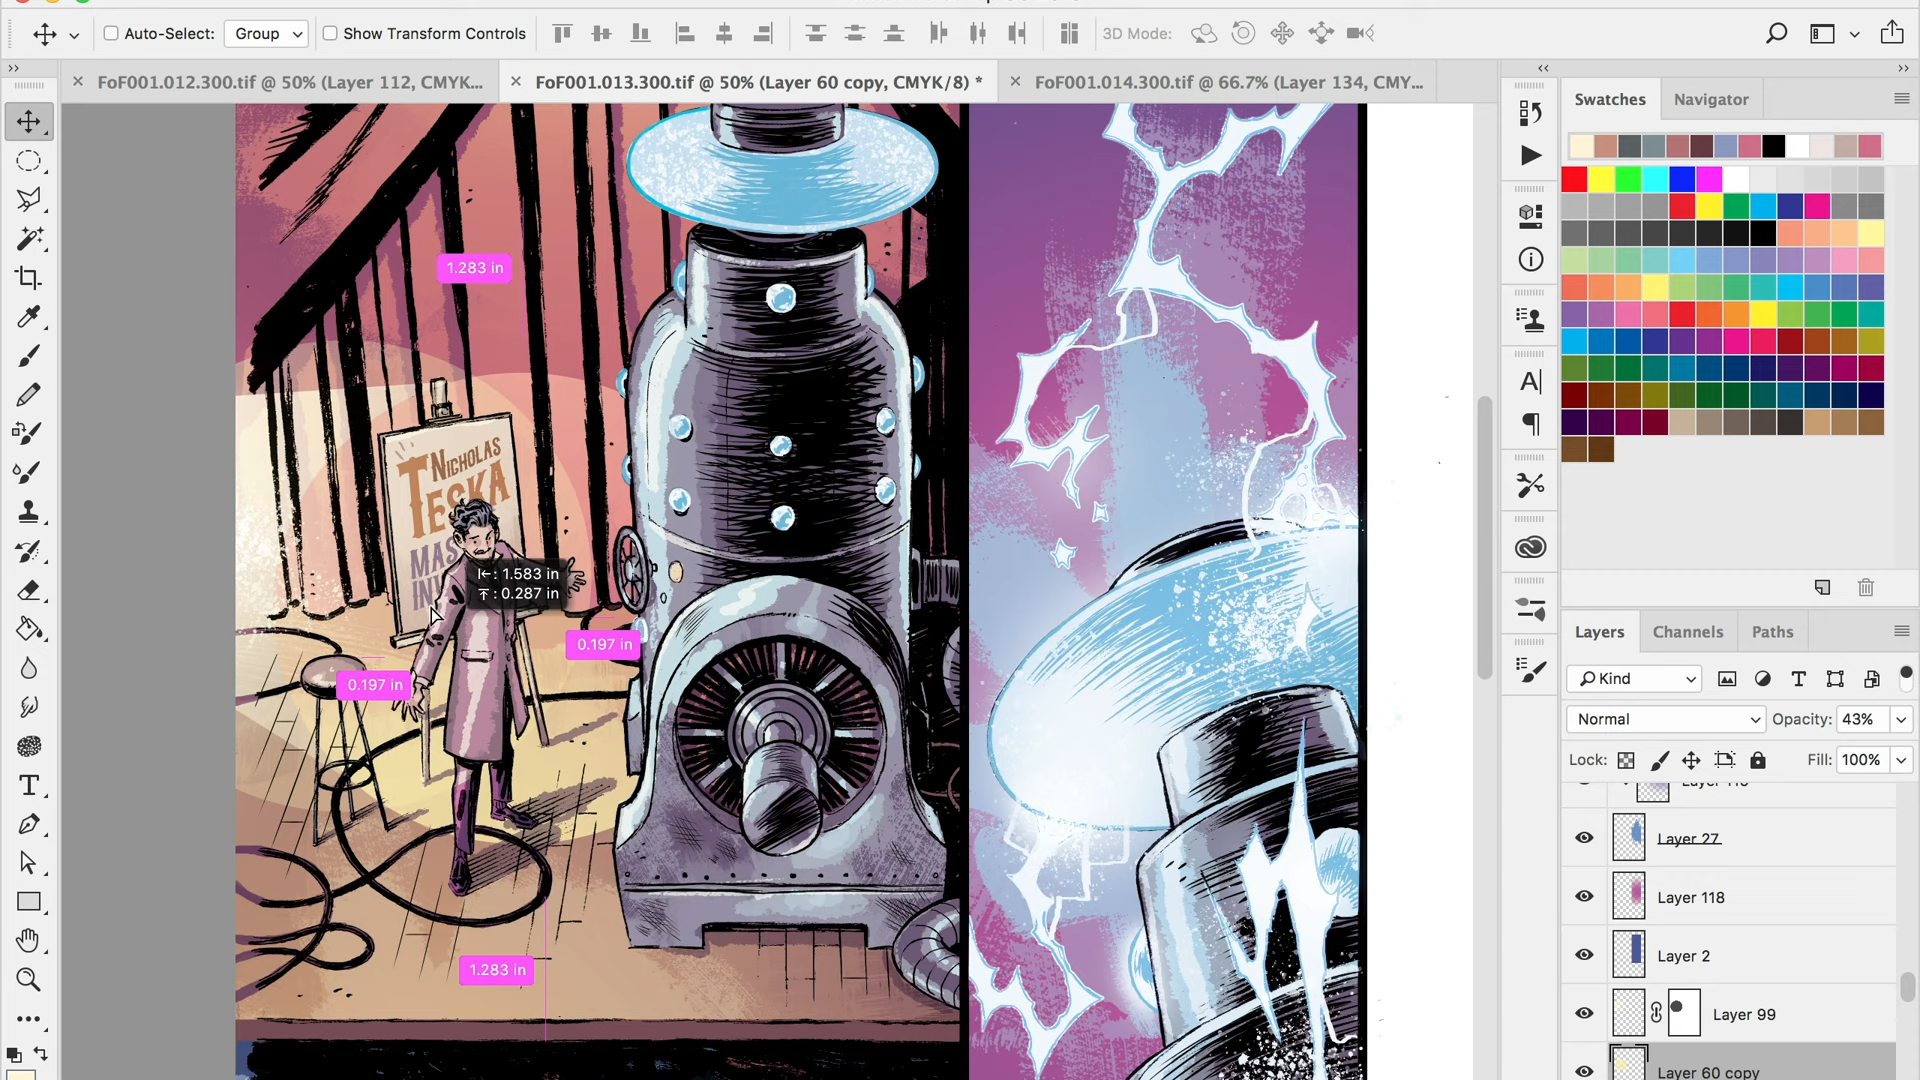 Auto-Select:
Group
Show Transform Controls
3D Mode:
FoF001.012.300.tif @ 50% (Layer 112, CMYK...
FoF001.013.300.tif @ 50% (Layer 60 copy, CMYK/8) *
FoF001.014.300.tif @ 66.7% (Layer 134, CMY...
Swatches
Navigator
1.283 in
NICHOLAS
TESKA
MAS
IN
: 1.583 in
: 0.287 in
0.197 in
0.197 in
1.283 in
Layers
Channels
Paths
Kind
Normal
Opacity: 43%
Lock:
Fill: 100%
Layer 27
Layer 118
Layer 2
Layer 99
Layer 60 copy